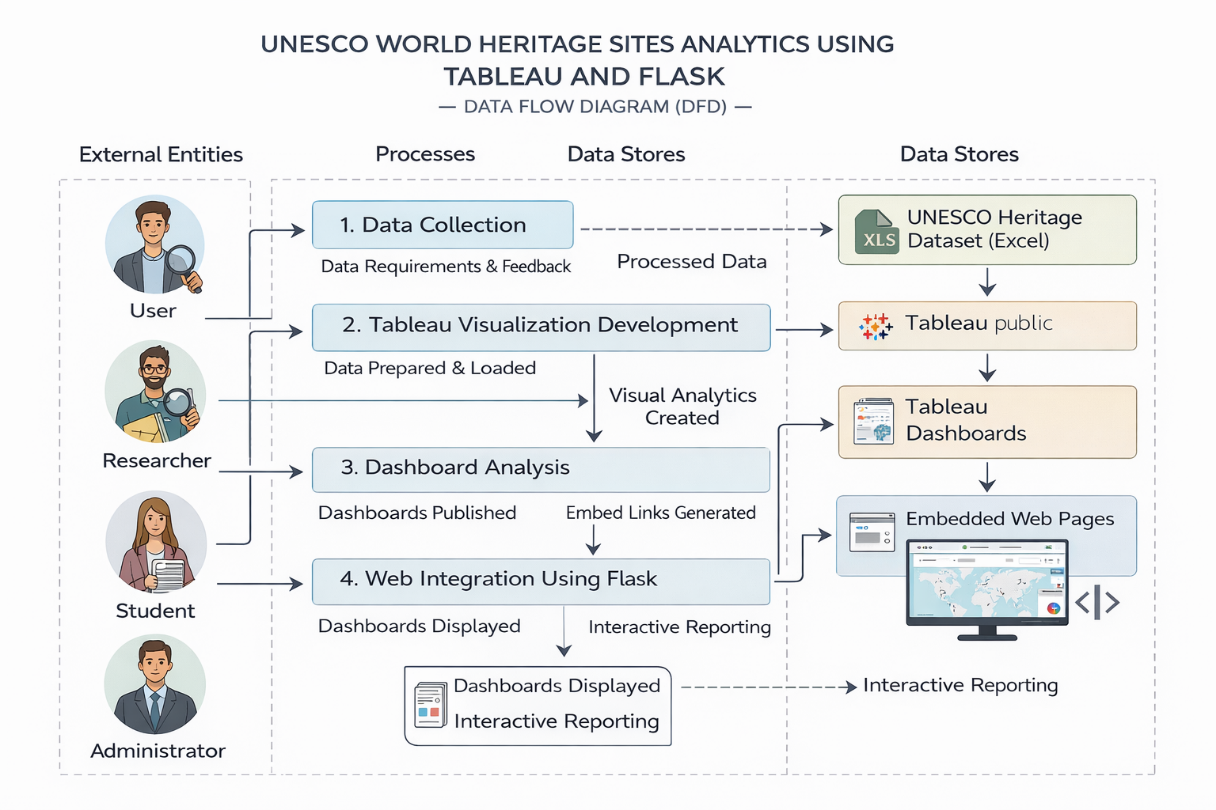 UNESCO WORLD HERITAGE SITES ANALYTICS USING
TABLEAU AND FLASK
— DATA FLOW DIAGRAM (DFD) —
External Entities
Processes
Data Stores
Data Stores
User
Researcher
Student
Administrator
1. Data Collection
Data Requirements & Feedback
Processed Data
2. Tableau Visualization Development
Data Prepared & Loaded
Visual Analytics
Created
3. Dashboard Analysis
Dashboards Published
Embed Links Generated
4. Web Integration Using Flask
Dashboards Displayed
Interactive Reporting
Dashboards Displayed
Interactive Reporting
XLS
UNESCO Heritage
Dataset (Excel)
Tableau public
Tableau
Dashboards
Embedded Web Pages
<|>
Interactive Reporting